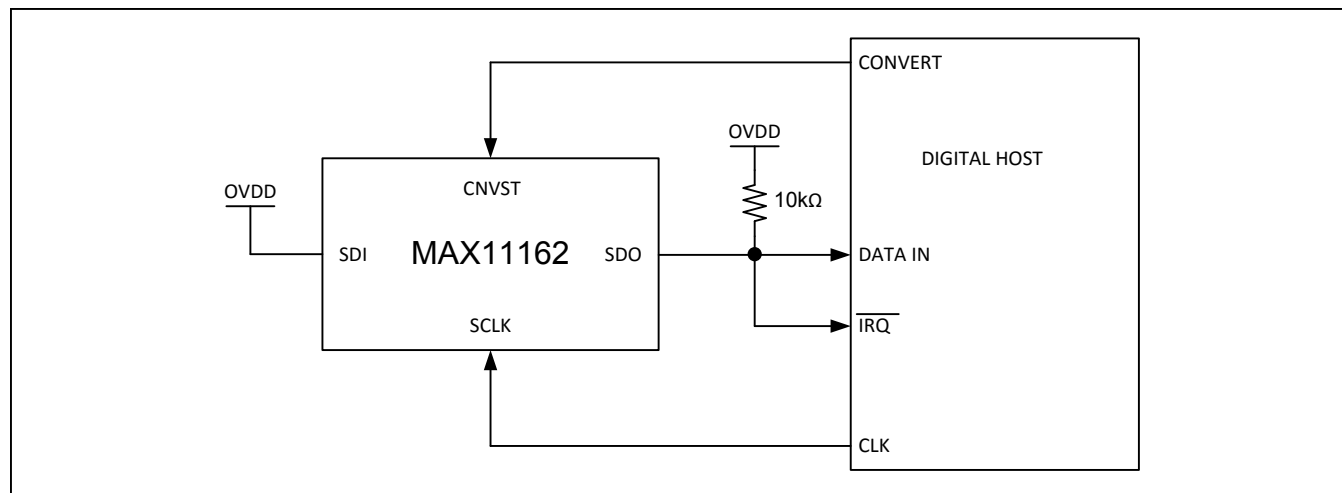 CONVERT
OVDD
DIGITAL HOST
CNVST
OVDD
10kΩ
SDI
MAX11162
SDO
DATA IN
SCLK
IRQ
CLK